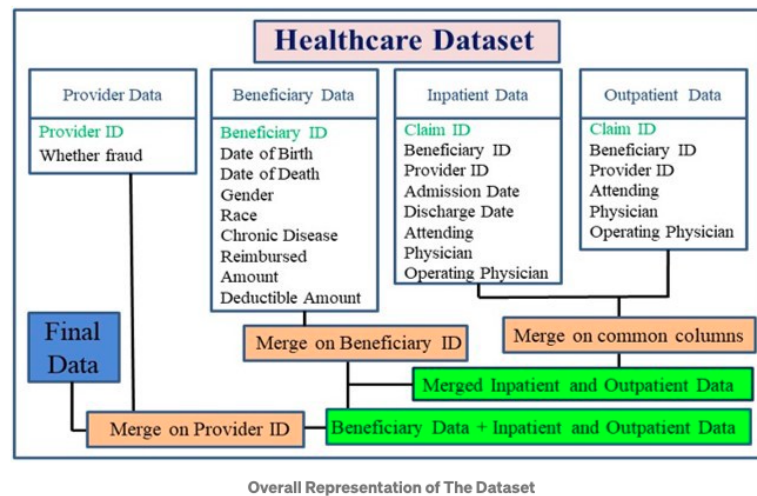 Healthcare Dataset
Provider Data
Provider ID
Whether fraud
Beneficiary Data
Beneficiary ID
Date of Birth
Date of Death
Gender
Race
Chronic Disease
Reimbursed
Amount
Deductible Amount
Inpatient Data
Claim ID
Beneficiary ID
Provider ID
Admission Date
Discharge Date
Attending
Physician
Operating Physician
Outpatient Data
Claim ID
Beneficiary ID
Provider ID
Attending
Physician
Operating Physician
Final
Data
Merge on Beneficiary ID
Merge on common columns
Merged Inpatient and Outpatient Data
Merge on Provider ID
Beneficiary Data + Inpatient and Outpatient Data
Overall Representation of The Dataset